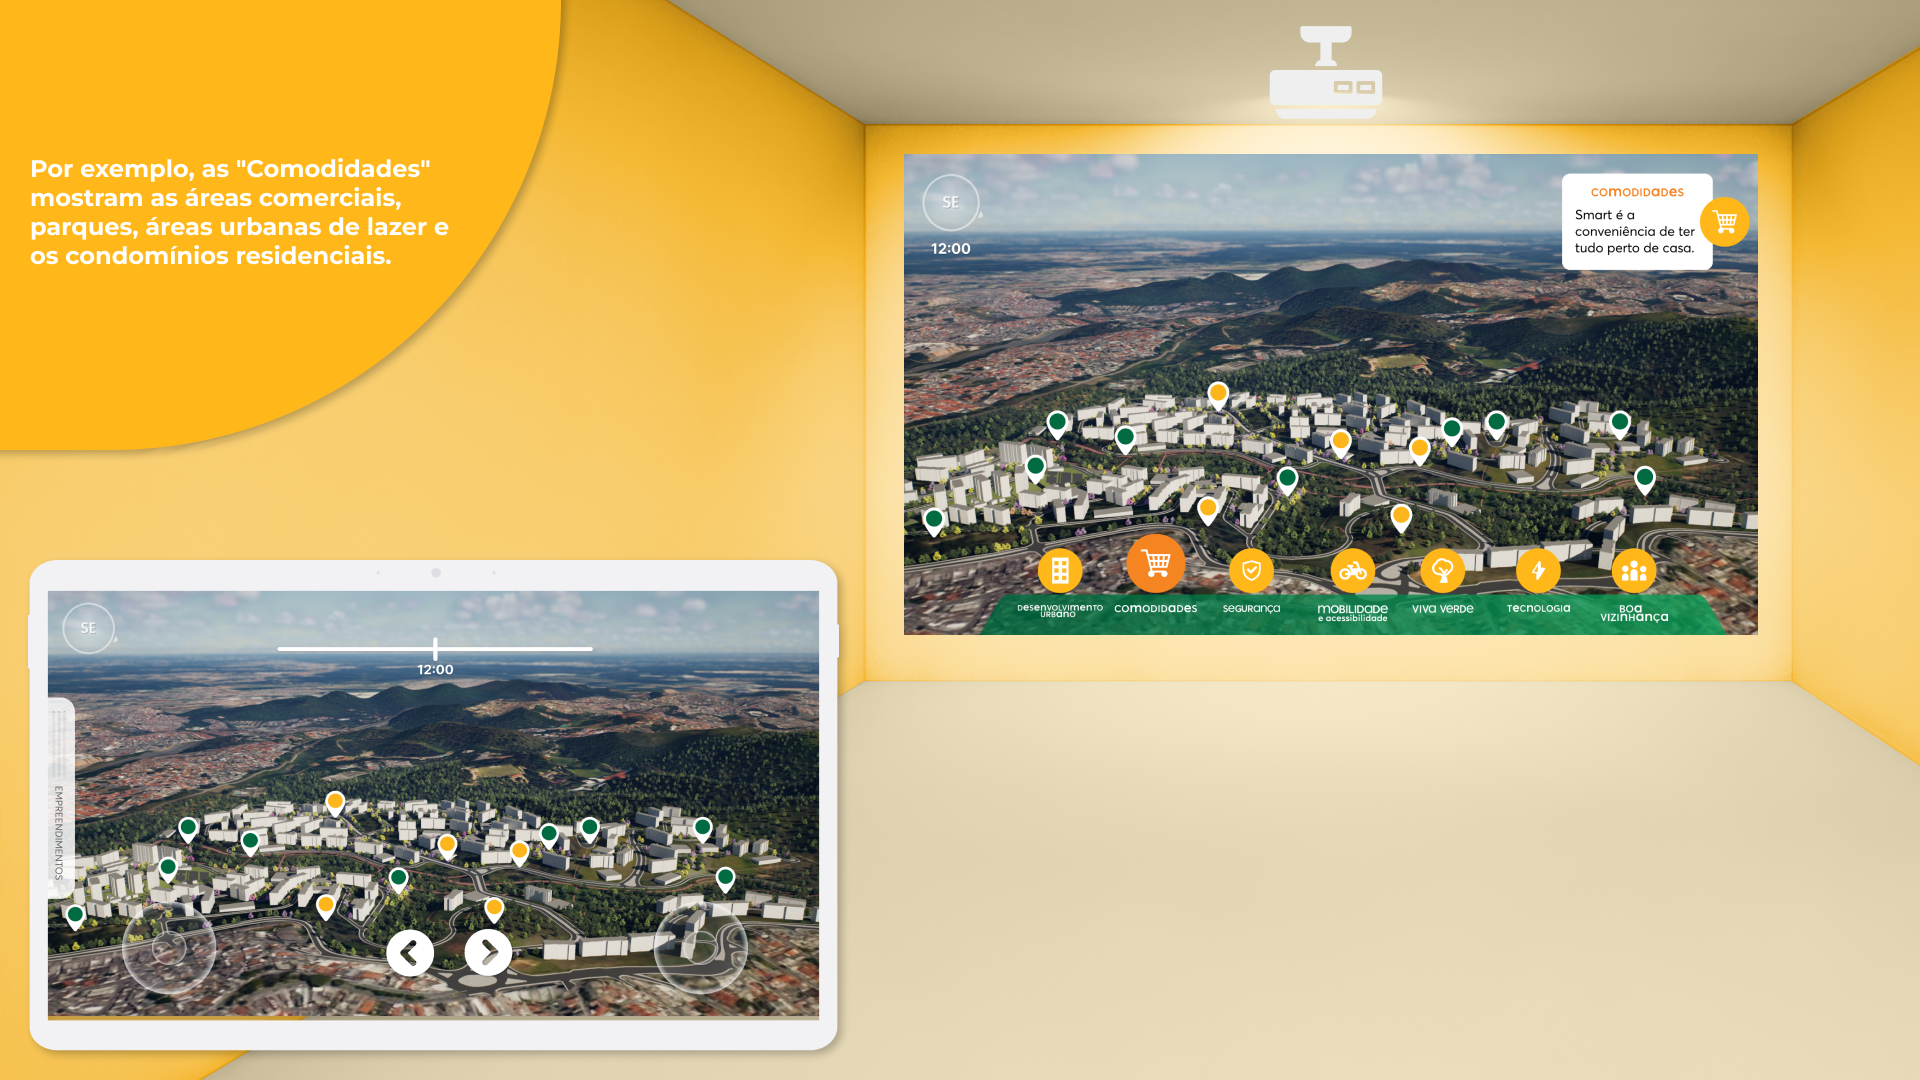 Por exemplo, as "Comodidades"
mostram as áreas comerciais,
parques, áreas urbanas de lazer e
os condomínios residenciais.
SE
12:00
COMODIDADES
Smart é a
conveniência de ter
tudo perto de casa.
DESENVOLVIMENTO
URBANO
COMODIDADES
SEGURANÇA
MOBILIDADE
e acessibilidade
VIVA VERDE
TECNOLOGIA
BOA
VIZINHANÇA
SE
12:00
EMPREENDIMENTOS